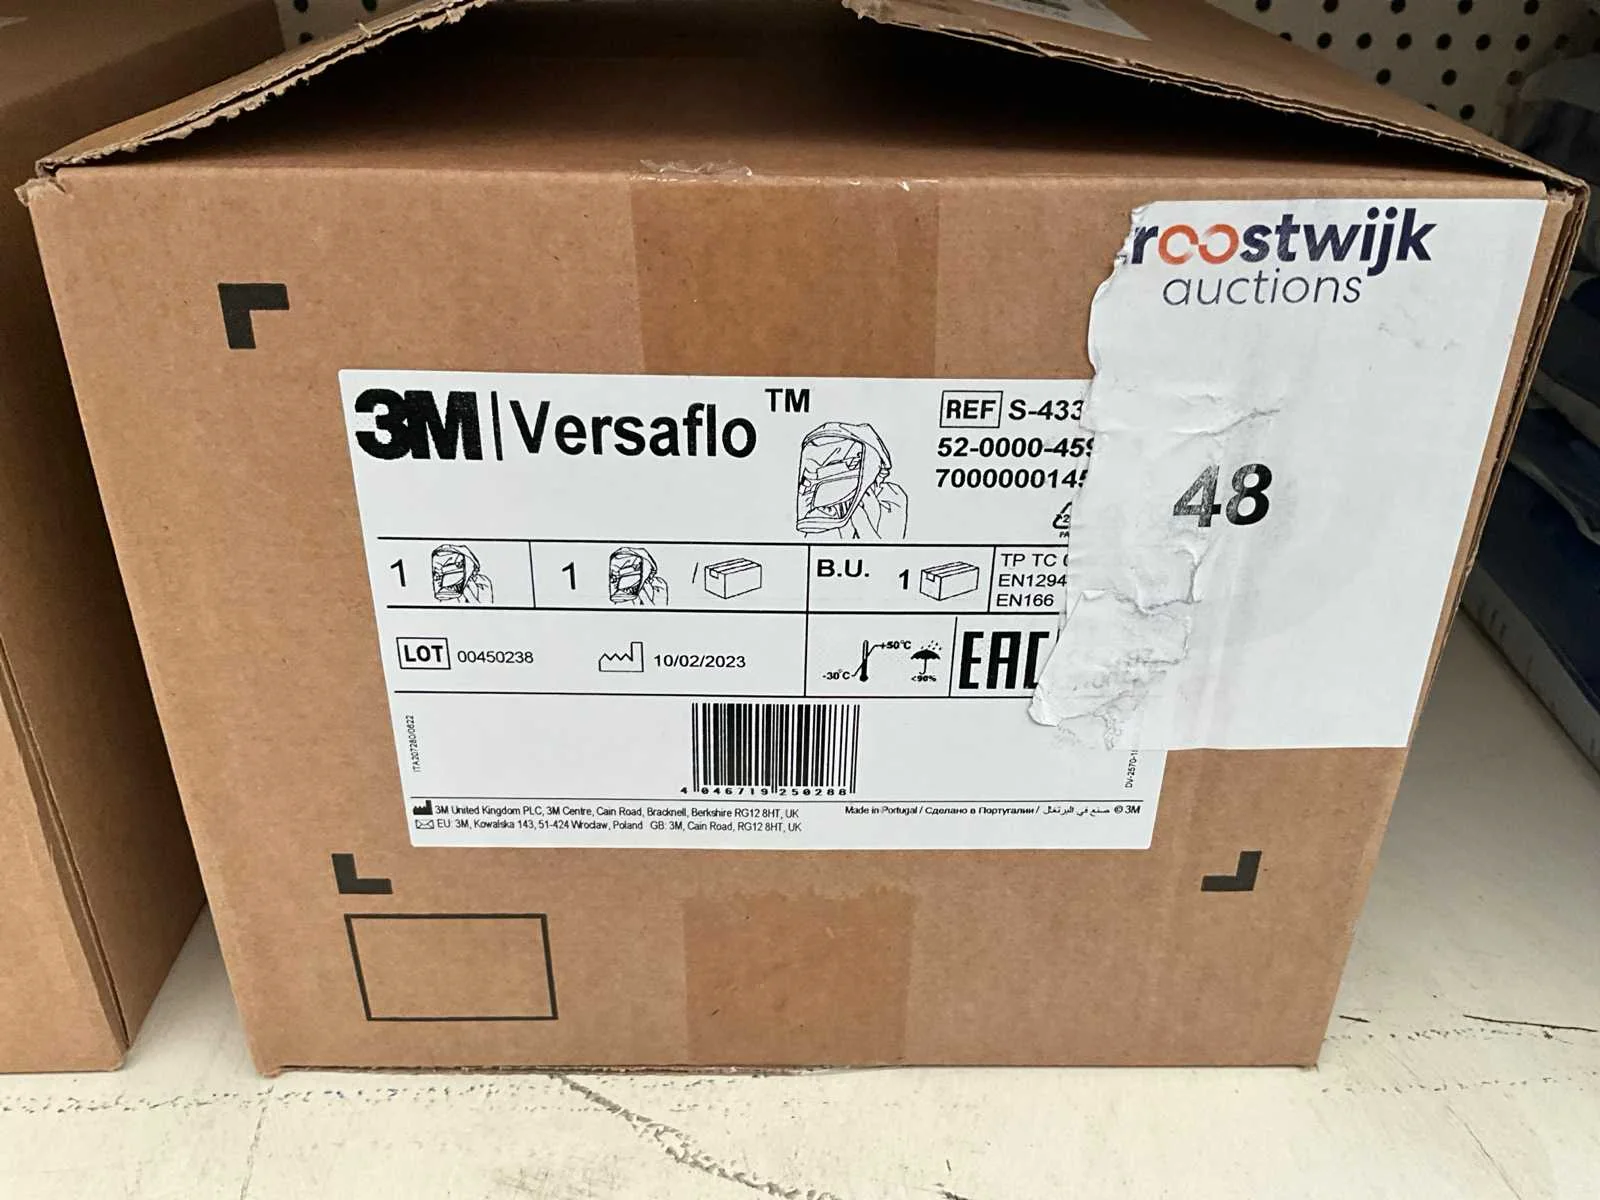 roostwijk
auctions
48
3M | Versaflo™
REF S-433
52-0000-459
7000000145
1
1 /
B.U. 1
TP TC
EN1294
EN166
LOT 00450238
10/02/2023
-30°C +50°C
<90%
EAC
ITA207280/0622
4 046719 250288
3M United Kingdom PLC, 3M Centre, Cain Road, Bracknell, Berkshire RG12 8HT, UK
EU: 3M, Kowalska 143, 51-424 Wrocław, Poland GB: 3M, Cain Road, RG12 8HT, UK
Made in Portugal / Сделано в Португалии / صنع في البرتغال © 3M